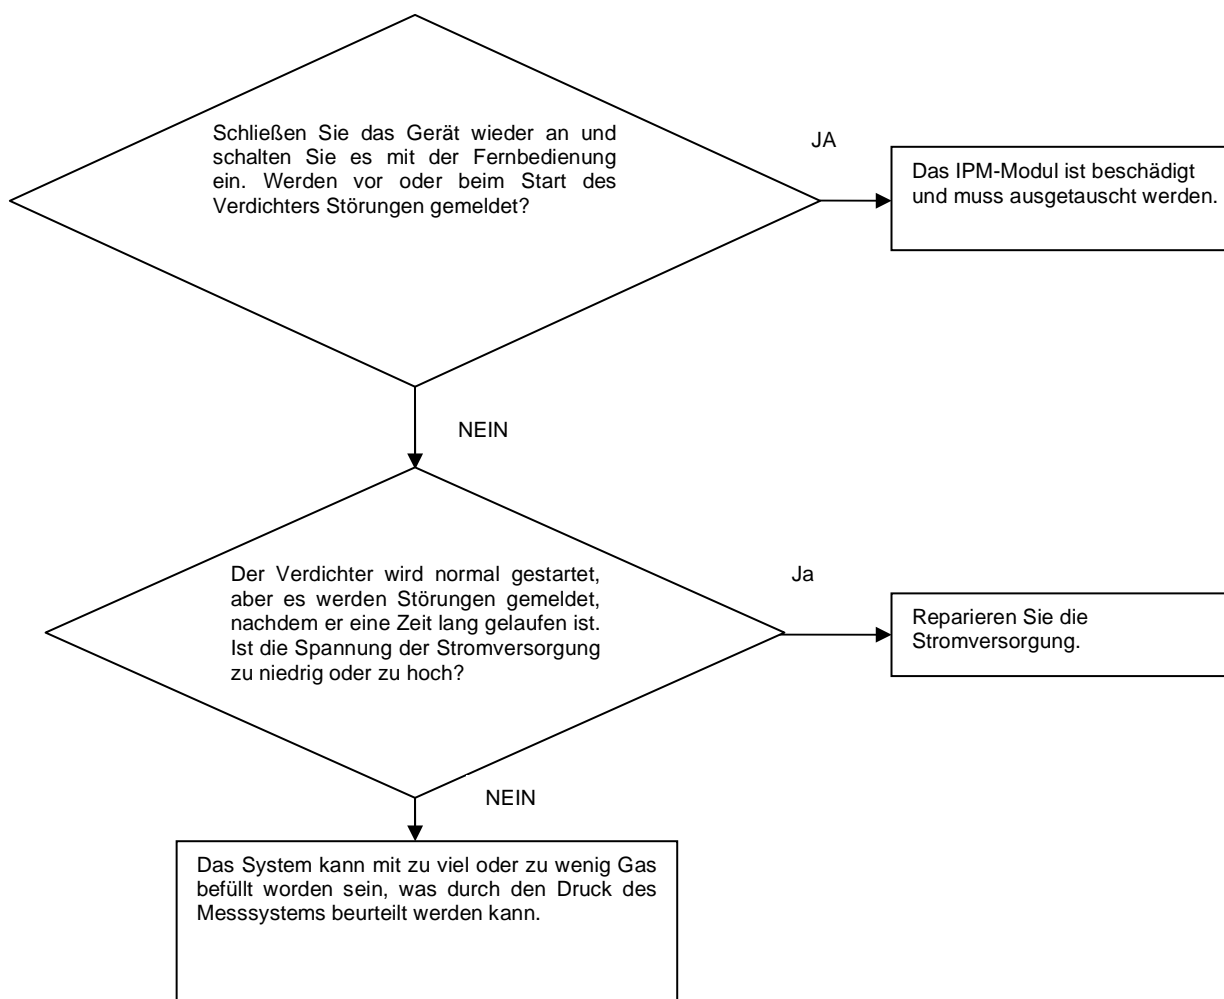 Schließen Sie das Gerät wieder an und
schalten Sie es mit der Fernbedienung
ein. Werden vor oder beim Start des
Verdichters Störungen gemeldet?
JA
Das IPM-Modul ist beschädigt
und muss ausgetauscht werden.
NEIN
Der Verdichter wird normal gestartet,
aber es werden Störungen gemeldet,
nachdem er eine Zeit lang gelaufen ist.
Ist die Spannung der Stromversorgung
zu niedrig oder zu hoch?
Ja
Reparieren Sie die
Stromversorgung.
NEIN
Das System kann mit zu viel oder zu wenig Gas
befüllt worden sein, was durch den Druck des
Messsystems beurteilt werden kann.